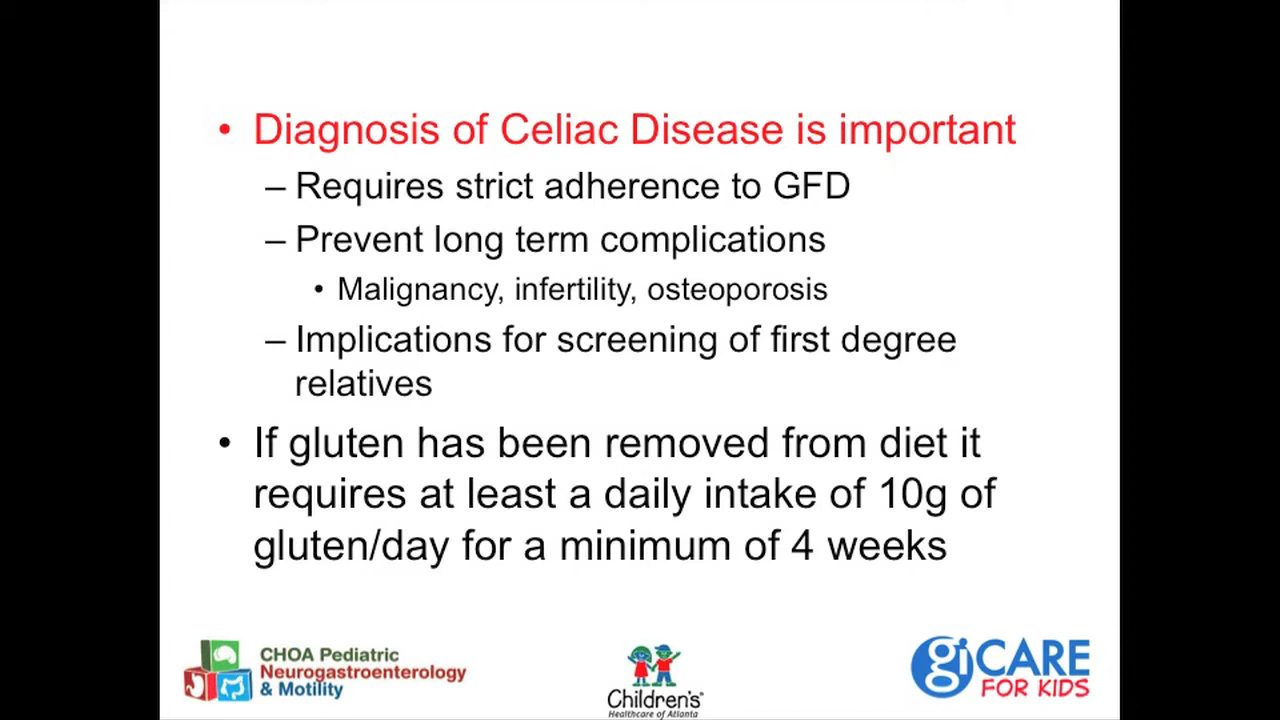 • Diagnosis of Celiac Disease is important
– Requires strict adherence to GFD
– Prevent long term complications
• Malignancy, infertility, osteoporosis
– Implications for screening of first degree
relatives
• If gluten has been removed from diet it
requires at least a daily intake of 10g of
gluten/day for a minimum of 4 weeks
CHOA Pediatric
Neurogastroenterology
& Motility
Children's
Healthcare of Atlanta
gi CARE
FOR KIDS